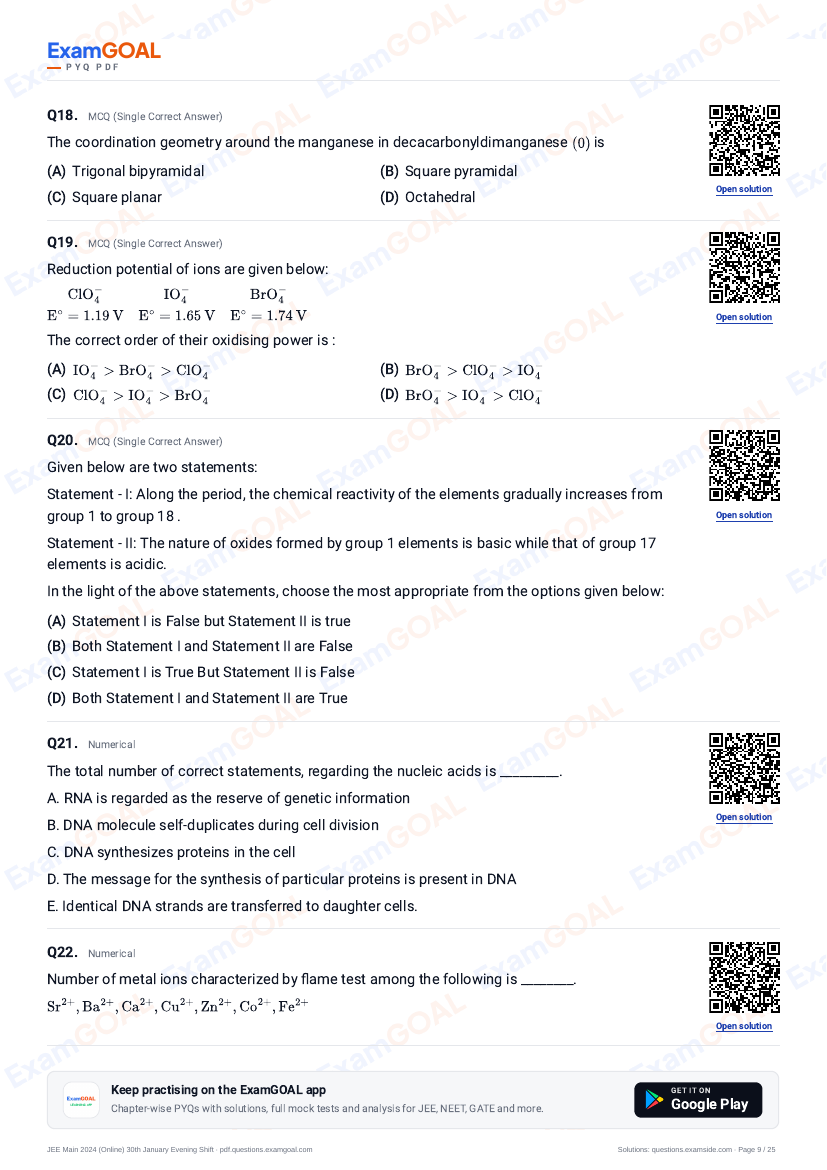 ExamGOAL
PYQ PDF
Q18. MCQ (Single Correct Answer)
The coordination geometry around the manganese in decacarbonyldimanganese (0) is
(A) Trigonal bipyramidal (B) Square pyramidal
(C) Square planar (D) Octahedral
Open solution
Q19. MCQ (Single Correct Answer)
Reduction potential of ions are given below:
ClO₄⁻ IO₄⁻ BrO₄⁻
E° = 1.19 V E° = 1.65 V E° = 1.74 V
The correct order of their oxidising power is :
(A) IO₄⁻ > BrO₄⁻ > ClO₄⁻ (B) BrO₄⁻ > ClO₄⁻ > IO₄⁻
(C) ClO₄⁻ > IO₄⁻ > BrO₄⁻ (D) BrO₄⁻ > IO₄⁻ > ClO₄⁻
Open solution
Q20. MCQ (Single Correct Answer)
Given below are two statements:
Statement - I: Along the period, the chemical reactivity of the elements gradually increases from
group 1 to group 18 .
Statement - II: The nature of oxides formed by group 1 elements is basic while that of group 17
elements is acidic.
In the light of the above statements, choose the most appropriate from the options given below:
(A) Statement I is False but Statement II is true
(B) Both Statement I and Statement II are False
(C) Statement I is True But Statement II is False
(D) Both Statement I and Statement II are True
Open solution
Q21. Numerical
The total number of correct statements, regarding the nucleic acids is ________.
A. RNA is regarded as the reserve of genetic information
B. DNA molecule self-duplicates during cell division
C. DNA synthesizes proteins in the cell
D. The message for the synthesis of particular proteins is present in DNA
E. Identical DNA strands are transferred to daughter cells.
Open solution
Q22. Numerical
Number of metal ions characterized by flame test among the following is _______.
Sr²⁺, Ba²⁺, Ca²⁺, Cu²⁺, Zn²⁺, Co²⁺, Fe²⁺
Open solution
ExamGOAL
Keep practising on the ExamGOAL app
Chapter-wise PYQs with solutions, full mock tests and analysis for JEE, NEET, GATE and more.
GET IT ON
Google Play
JEE Main 2024 (Online) 30th January Evening Shift · pdf.questions.examgoal.com
Solutions: questions.examside.com · Page 9 / 25